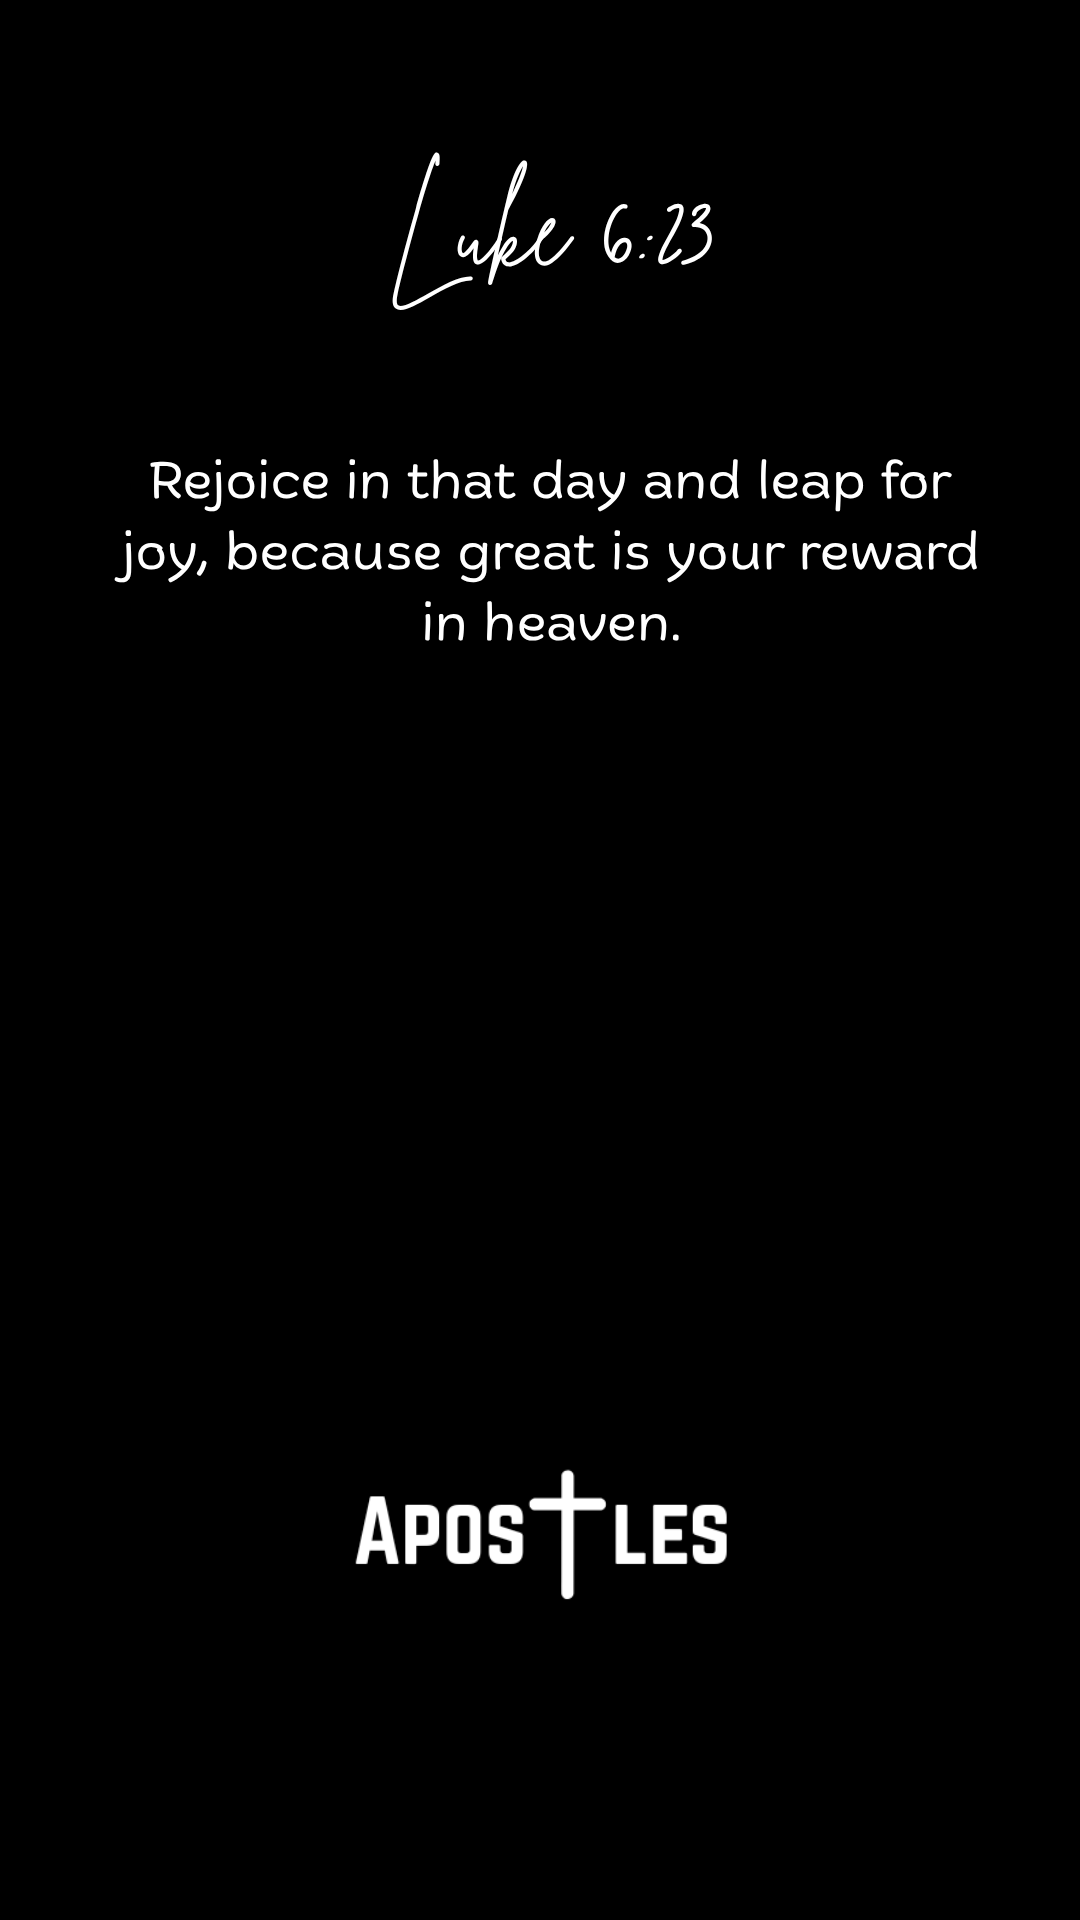 Luke 6:23
Rejoice in that day and leap for
joy, because great is your reward
in heaven.
Apostles